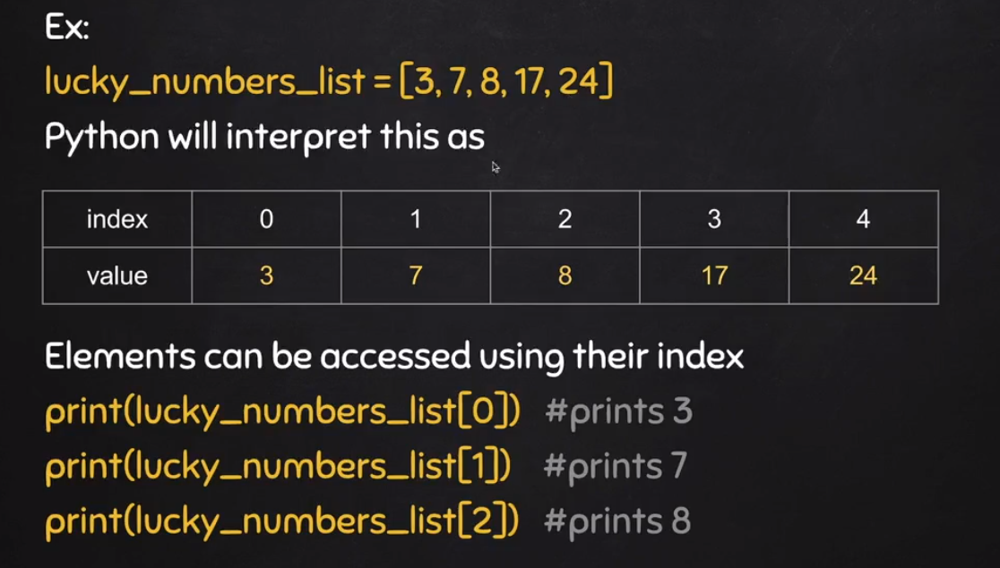 Ex:
lucky_numbers_list = [3, 7, 8, 17, 24]
Python will interpret this as
index 0 1 2 3 4
value 3 7 8 17 24
Elements can be accessed using their index
print(lucky_numbers_list[0]) #prints 3
print(lucky_numbers_list[1]) #prints 7
print(lucky_numbers_list[2]) #prints 8